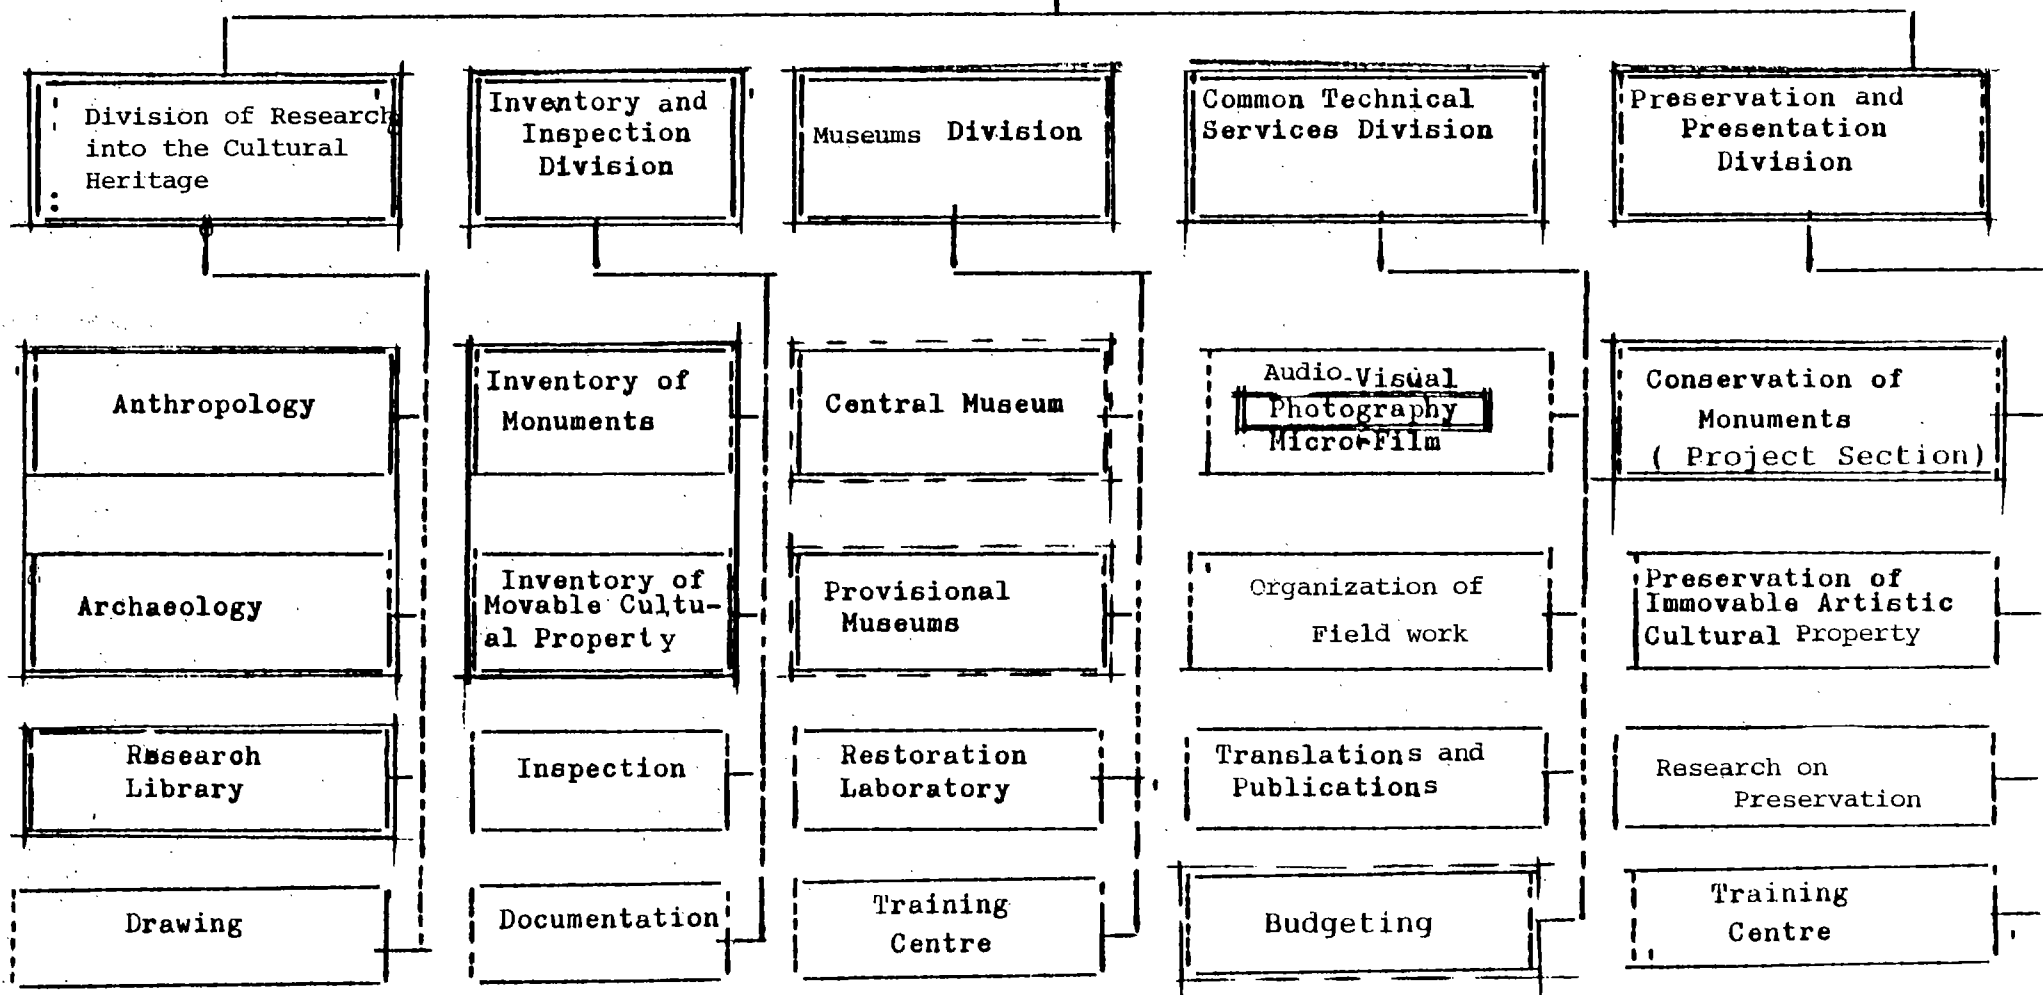 Division of Research
into the Cultural
Heritage
Inventory and
Inspection
Division
Museums Division
Common Technical
Services Division
Preservation and
Presentation
Division
Anthropology
Inventory of
Monuments
Central Museum
Audio-Visual
Photography
Micro-Film
Conservation of
Monuments
( Project Section)
Archaeology
Inventory of
Movable Cultu-
al Property
Provisional
Museums
Organization of
Field work
Preservation of
Immovable Artistic
Cultural Property
Research
Library
Inspection
Restoration
Laboratory
Translations and
Publications
Research on
Preservation
Drawing
Documentation
Training
Centre
Budgeting
Training
Centre